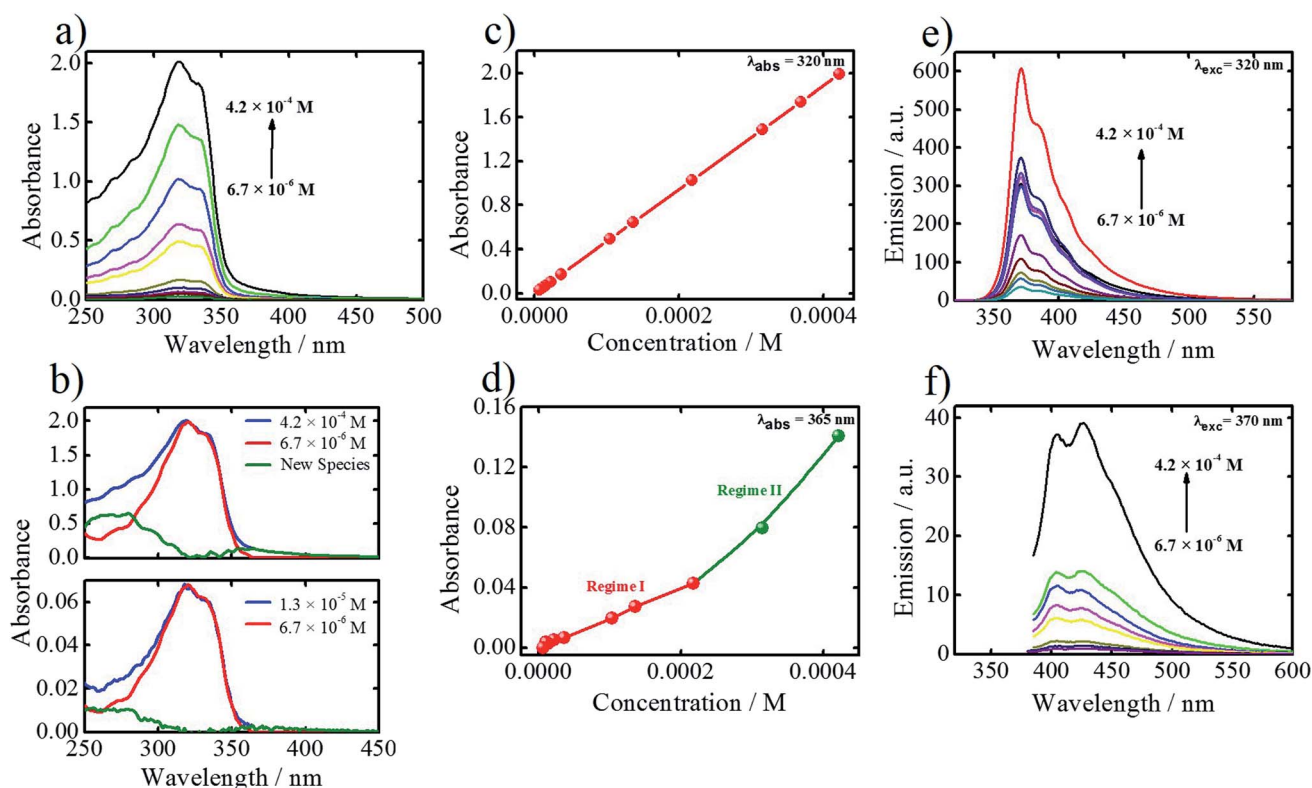 a)
2.0
1.5
1.0
0.5
0.0
4.2 × 10⁻⁴ M
6.7 × 10⁻⁶ M
Absorbance
250 300 350 400 450 500
Wavelength / nm
c)
λabs = 320 nm
2.0
1.6
1.2
0.8
0.4
0.0
Absorbance
0.0000 0.0002 0.0004
Concentration / M
e)
λexc = 320 nm
600
500
400
300
200
100
0
4.2 × 10⁻⁴ M
6.7 × 10⁻⁶ M
Emission / a.u.
350 400 450 500 550
Wavelength / nm
b)
2.0
1.5
1.0
0.5
0.0
4.2 × 10⁻⁴ M
6.7 × 10⁻⁶ M
New Species
Absorbance
0.06
0.04
0.02
0.00
1.3 × 10⁻⁵ M
6.7 × 10⁻⁶ M
250 300 350 400 450
Wavelength / nm
d)
λabs = 365 nm
0.16
0.12
0.08
0.04
0.00
Regime II
Regime I
Absorbance
0.0000 0.0002 0.0004
Concentration / M
f)
λexc = 370 nm
40
30
20
10
0
4.2 × 10⁻⁴ M
6.7 × 10⁻⁶ M
Emission / a.u.
350 400 450 500 550 600
Wavelength / nm